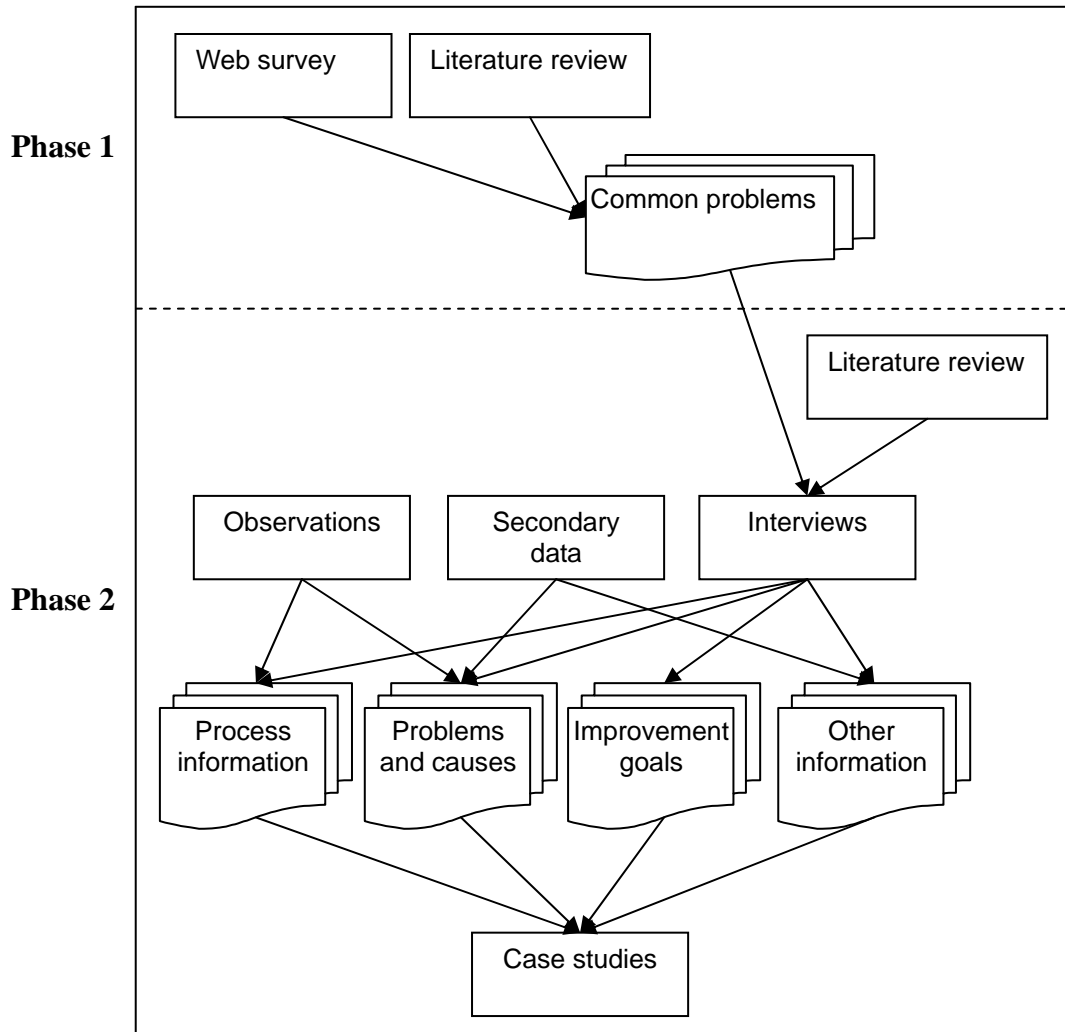 Web survey
Literature review
Phase 1
Common problems
Literature review
Observations
Secondary
data
Interviews
Phase 2
Process
information
Problems
and causes
Improvement
goals
Other
information
Case studies